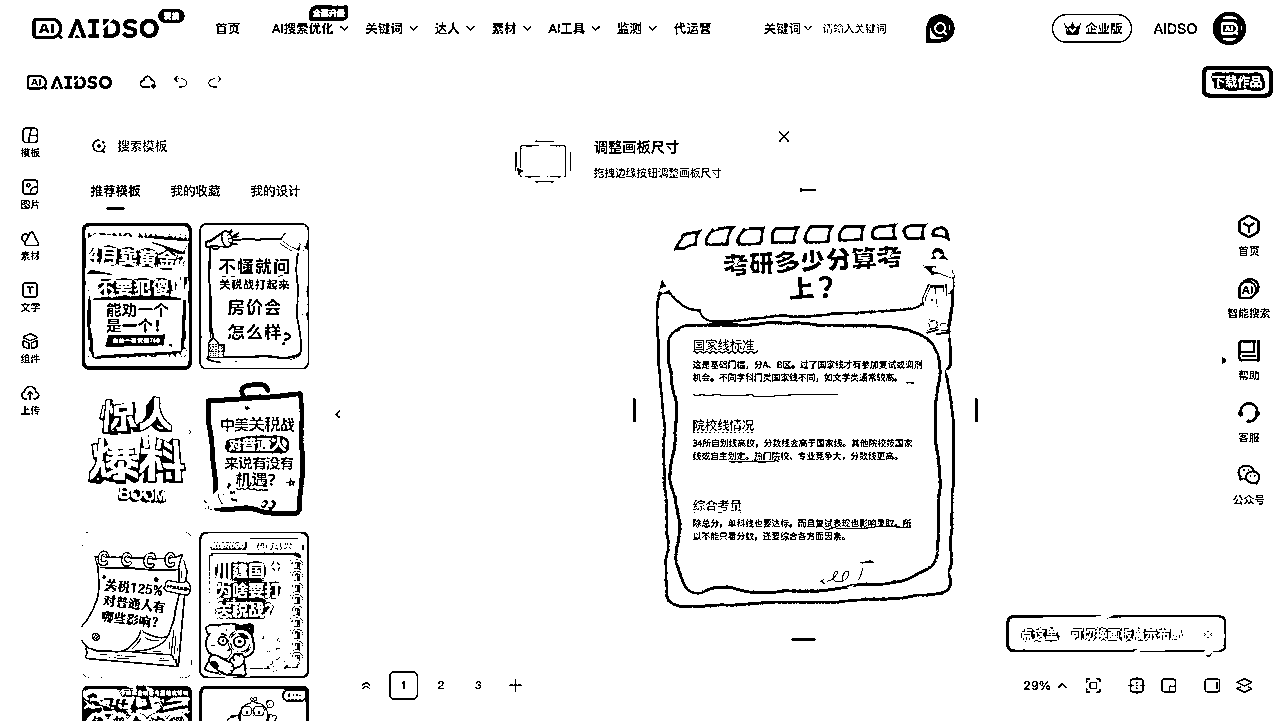 AI AIDSO
首页
AI搜索优化
关键词
达人
素材
AI工具
监测
代运营
关键词
请输入关键词
企业版
AIDSO
AI AIDSO
下载作品
模板
图片
素材
文字
组件
上传
搜索模板
推荐模板
我的收藏
我的设计
4月卖黄金
不要犯傻!
能劝一个
是一个!
不懂就问
关税战打起来
房价会
怎么样?
惊人
爆料
BOOM
中美关税战
对普通人
来说有没有
机遇?
关税125%
对普通人有
哪些影响?
川建国
为啥要打
关税战?
调整画板尺寸
拖拽边缘按钮调整画板尺寸
考研多少分算考
上?
国家线标准
这是基础门槛,分A、B区。过了国家线才有参加复试或调剂
机会。不同学科门类国家线不同,如文学类通常较高。
院校线情况
34所自划线高校,分数线会高于国家线。其他院校按国家
线或自主划定。热门院校、专业竞争大,分数线更高。
综合考量
除总分,单科线也要达标。而且复试表现也影响录取。所
以不能只看分数,还要综合各方面因素。
首页
智能搜索
帮助
客服
公众号
点这里,可切换画板展示布局
1
2
3
29%